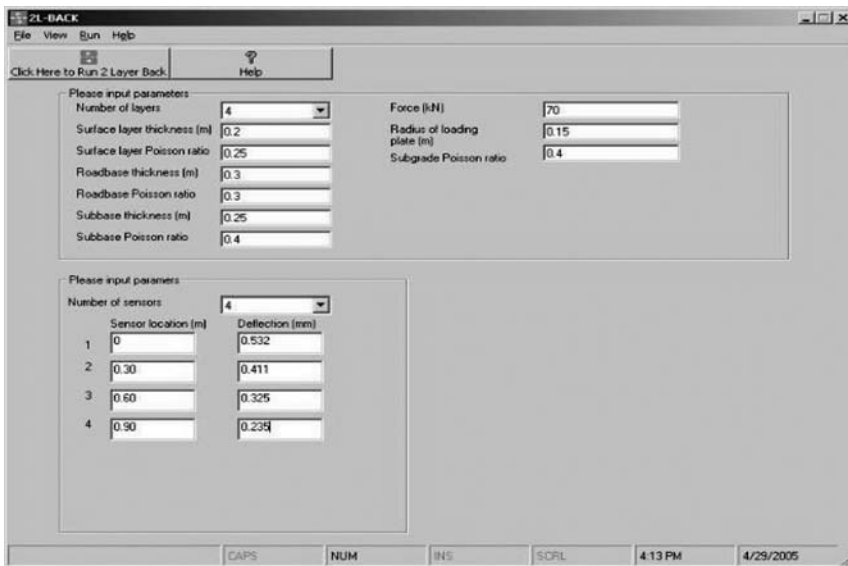 2L-BACK
File View Run Help
Click Here to Run 2 Layer Back
Help
Please input parameters
Number of layers 4
Surface layer thickness (m) 0.2
Surface layer Poisson ratio 0.25
Roadbase thickness (m) 0.3
Roadbase Poisson ratio 0.3
Subbase thickness (m) 0.25
Subbase Poisson ratio 0.4
Force (kN) 70
Radius of loading
plate (m) 0.15
Subgrade Poisson ratio 0.4
Please input paramers
Number of sensors 4
Sensor location (m) Deflection (mm)
1 0 0.532
2 0.30 0.411
3 0.60 0.325
4 0.90 0.235
CAPS NUM INS SCRL 4:13 PM 4/29/2005